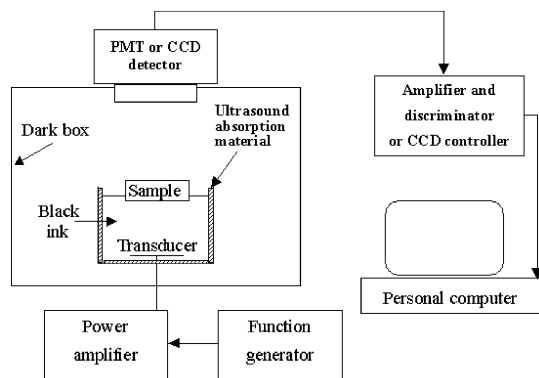 PMT or CCD
detector
Amplifier and
discriminator
or CCD controller
Ultrasound
absorption
material
Dark box
Sample
Black
ink
Transducer
Personal computer
Power
amplifier
Function
generator